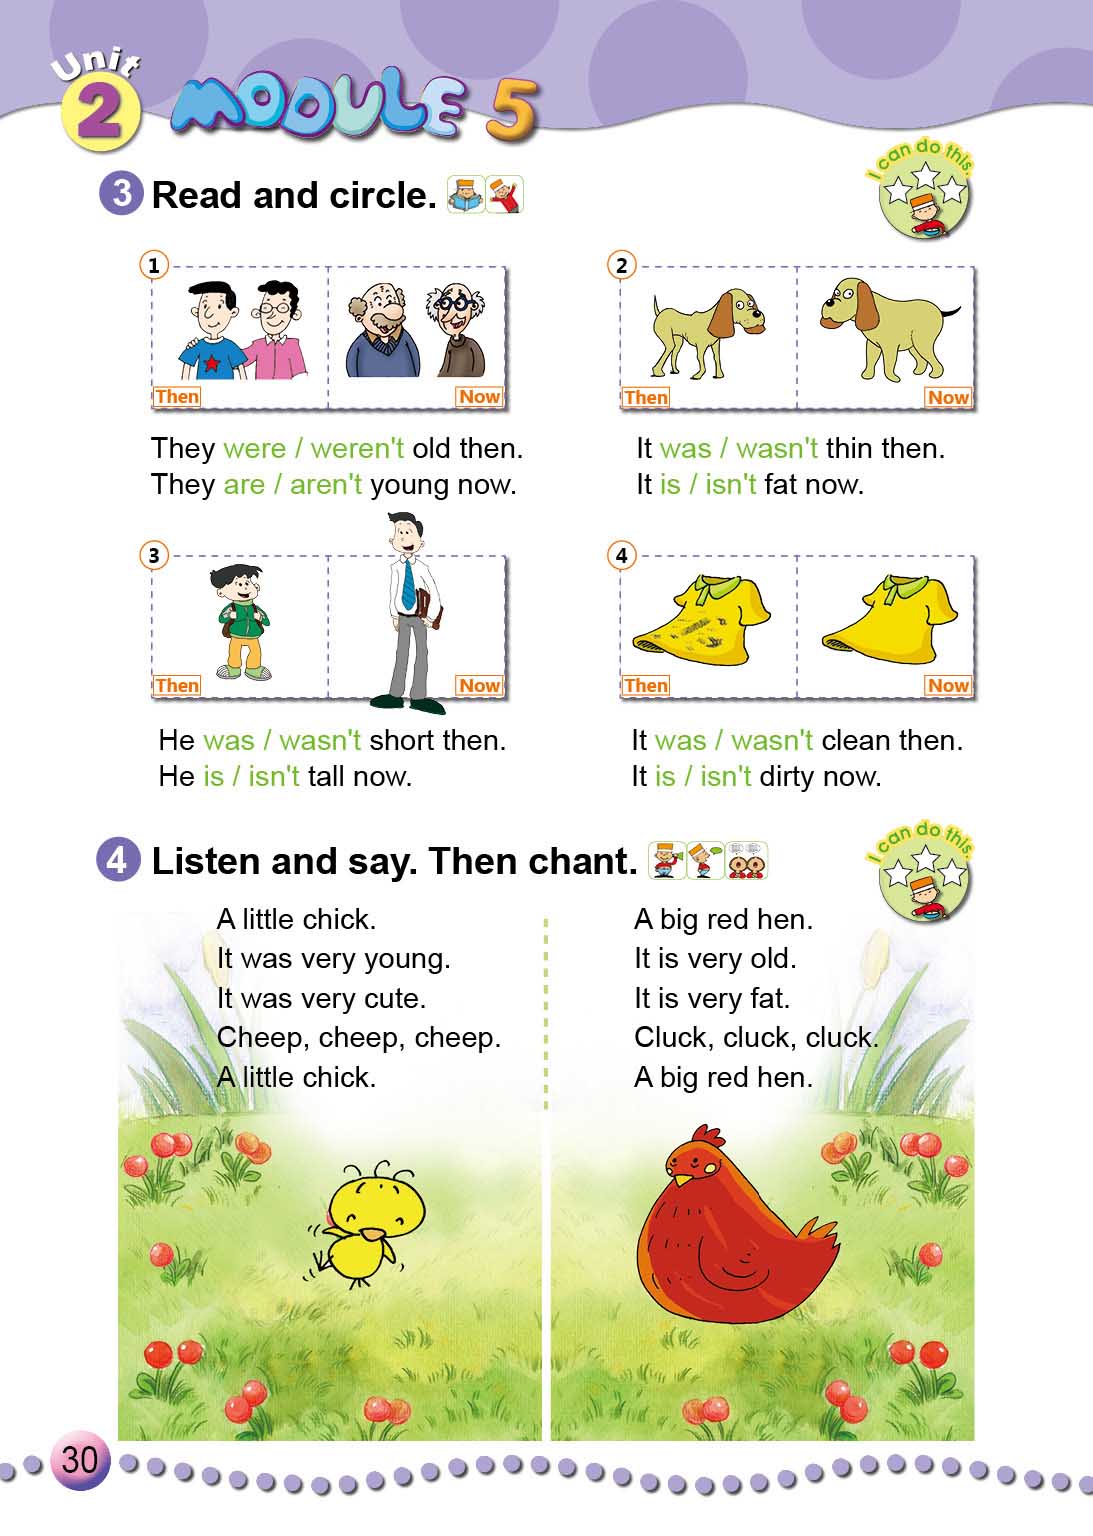 Unit
2 MODULE 5
3 Read and circle.
I can do this.
1
Then
Now
They were / weren't old then.
They are / aren't young now.
2
Then
Now
It was / wasn't thin then.
It is / isn't fat now.
3
Then
Now
He was / wasn't short then.
He is / isn't tall now.
4
Then
Now
It was / wasn't clean then.
It is / isn't dirty now.
4 Listen and say. Then chant.
I can do this.
A little chick.
It was very young.
It was very cute.
Cheep, cheep, cheep.
A little chick.
A big red hen.
It is very old.
It is very fat.
Cluck, cluck, cluck.
A big red hen.
30